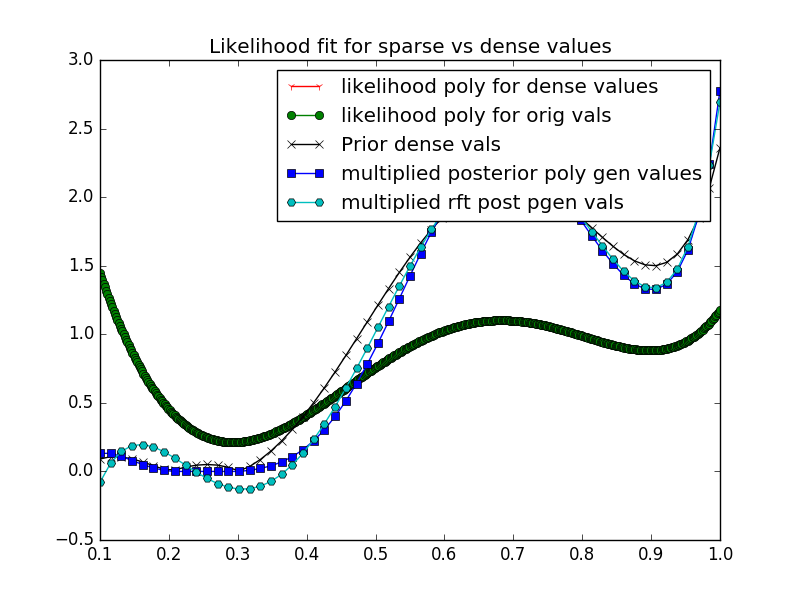 Likelihood fit for sparse vs dense values
3.0
2.5
2.0
1.5
1.0
0.5
0.0
−0.5
likelihood poly for dense values
likelihood poly for orig vals
Prior dense vals
multiplied posterior poly gen values
multiplied rft post pgen vals
0.1 0.2 0.3 0.4 0.5 0.6 0.7 0.8 0.9 1.0